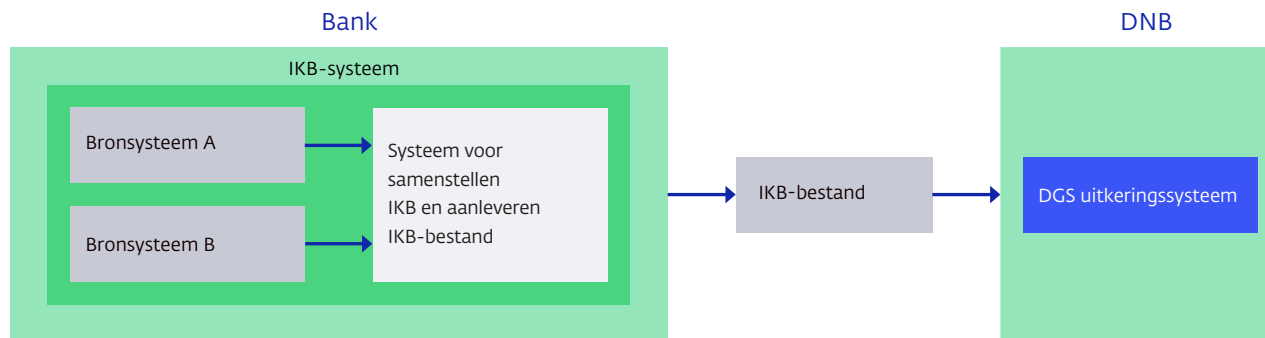 Bank
DNB
IKB-systeem
Bronsysteem A
Bronsysteem B
Systeem voor
samenstellen
IKB en aanleveren
IKB-bestand
IKB-bestand
DGS uitkeringssysteem